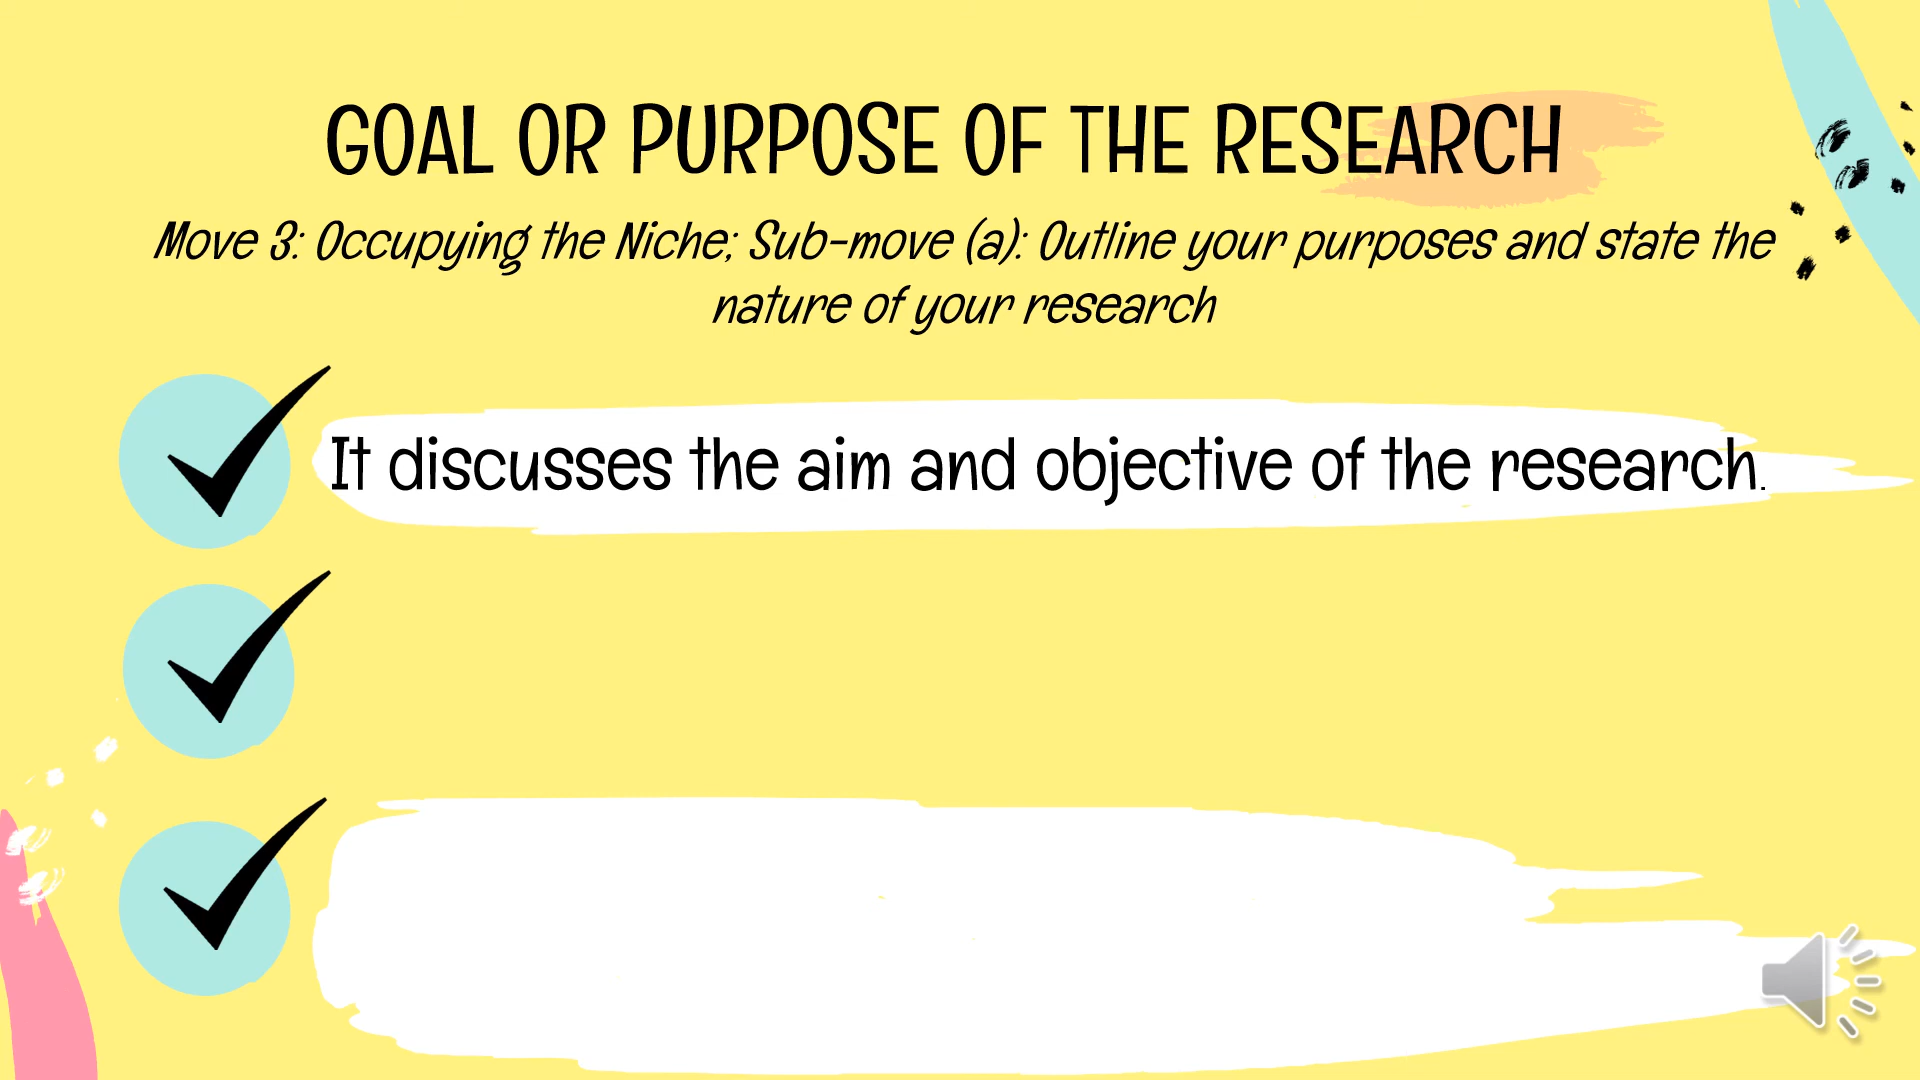 GOAL OR PURPOSE OF THE RESEARCH
Move 3: Occupying the Niche; Sub-move (a): Outline your purposes and state the
nature of your research
It discusses the aim and objective of the research.